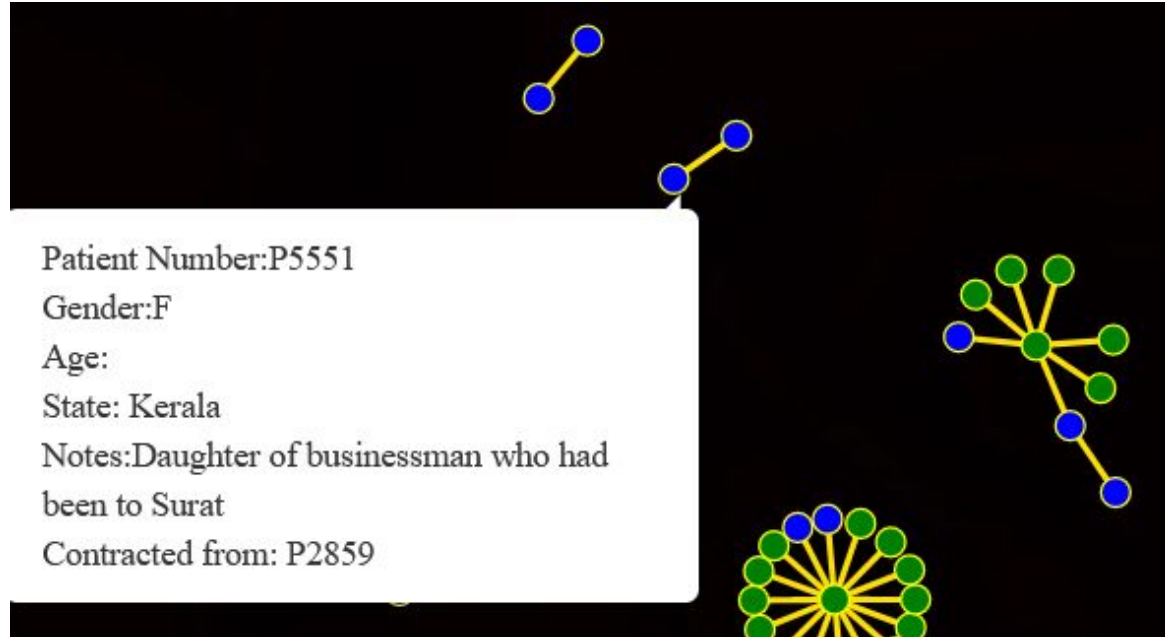 Patient Number:P5551
Gender:F
Age:
State: Kerala
Notes:Daughter of businessman who had
been to Surat
Contracted from: P2859